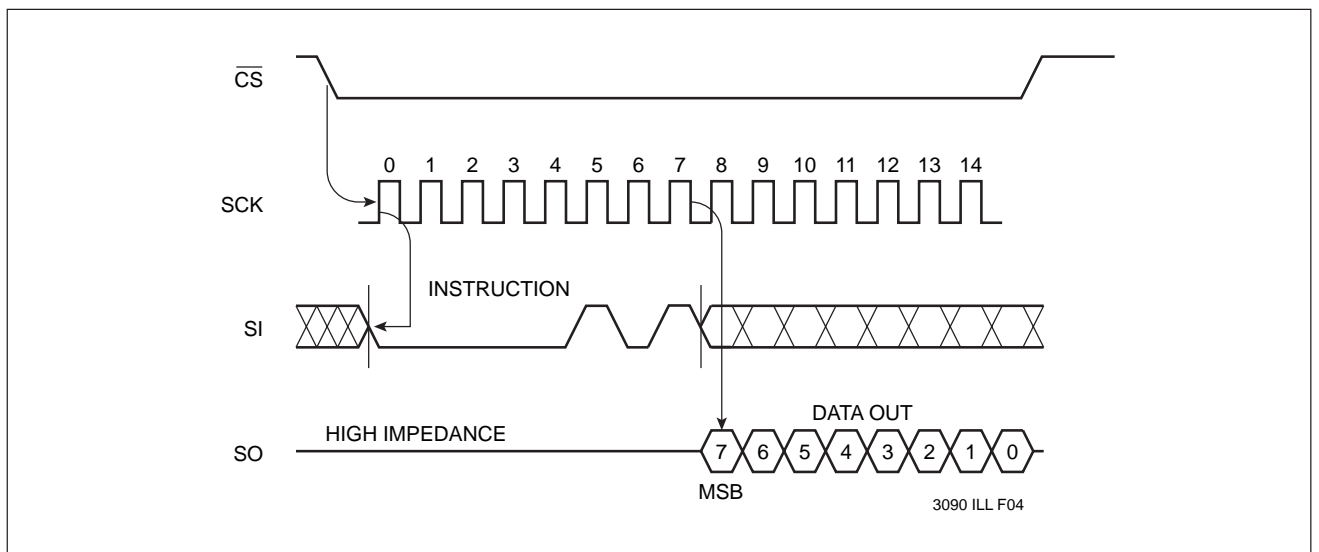 CS
0 1 2 3 4 5 6 7 8 9 10 11 12 13 14
SCK
INSTRUCTION
SI
DATA OUT
HIGH IMPEDANCE
SO
7 6 5 4 3 2 1 0
MSB
3090 ILL F04